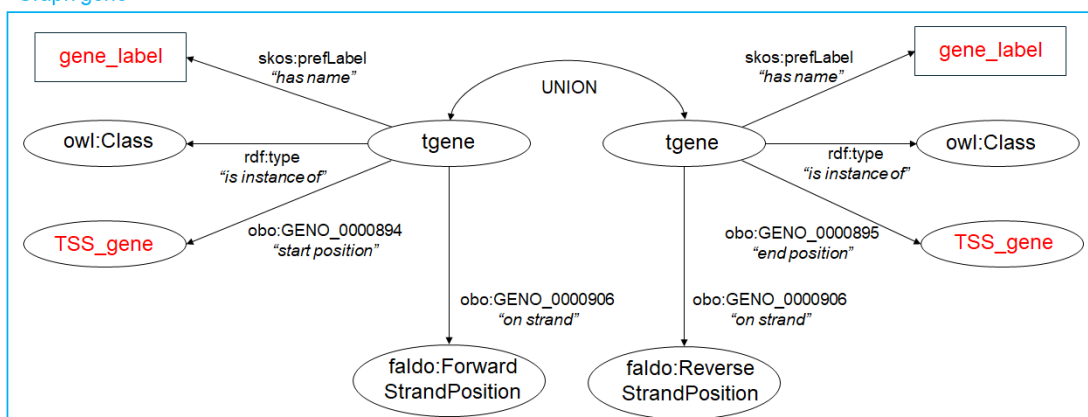 Graph gene
gene_label
skos:prefLabel
"has name"
UNION
skos:prefLabel
"has name"
gene_label
owl:Class
rdf:type
"is instance of"
tgene
tgene
rdf:type
"is instance of"
owl:Class
TSS_gene
obo:GENO_0000894
"start position"
obo:GENO_0000895
"end position"
TSS_gene
obo:GENO_0000906
"on strand"
obo:GENO_0000906
"on strand"
faldo:Forward
StrandPosition
faldo:Reverse
StrandPosition